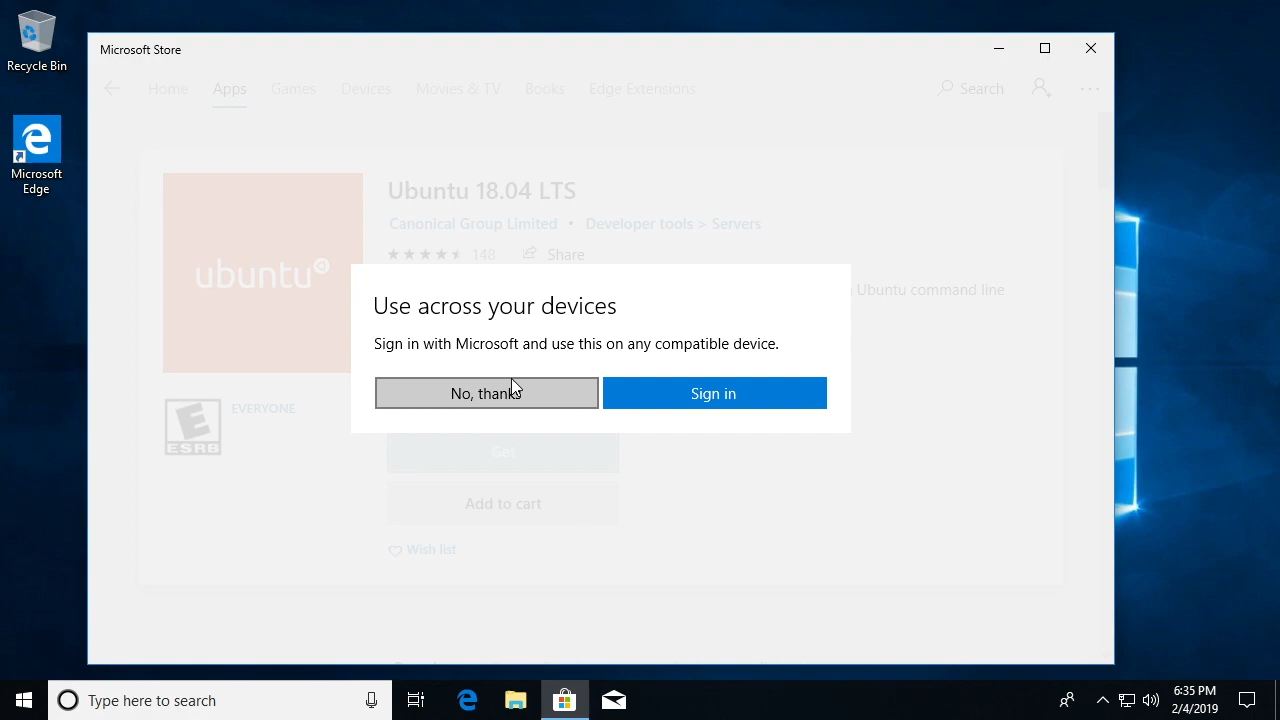 Recycle Bin
Microsoft Edge
Microsoft Store
Home Apps Games Devices Movies & TV Books Edge Extensions Search
ubuntu
Ubuntu 18.04 LTS
Canonical Group Limited • Developer tools > Servers
148 Share
Ubuntu command line
Use across your devices
Sign in with Microsoft and use this on any compatible device.
No, thanks Sign in
EVERYONE
E
ESRB
Get
Add to cart
Wish list
Type here to search
6:35 PM
2/4/2019